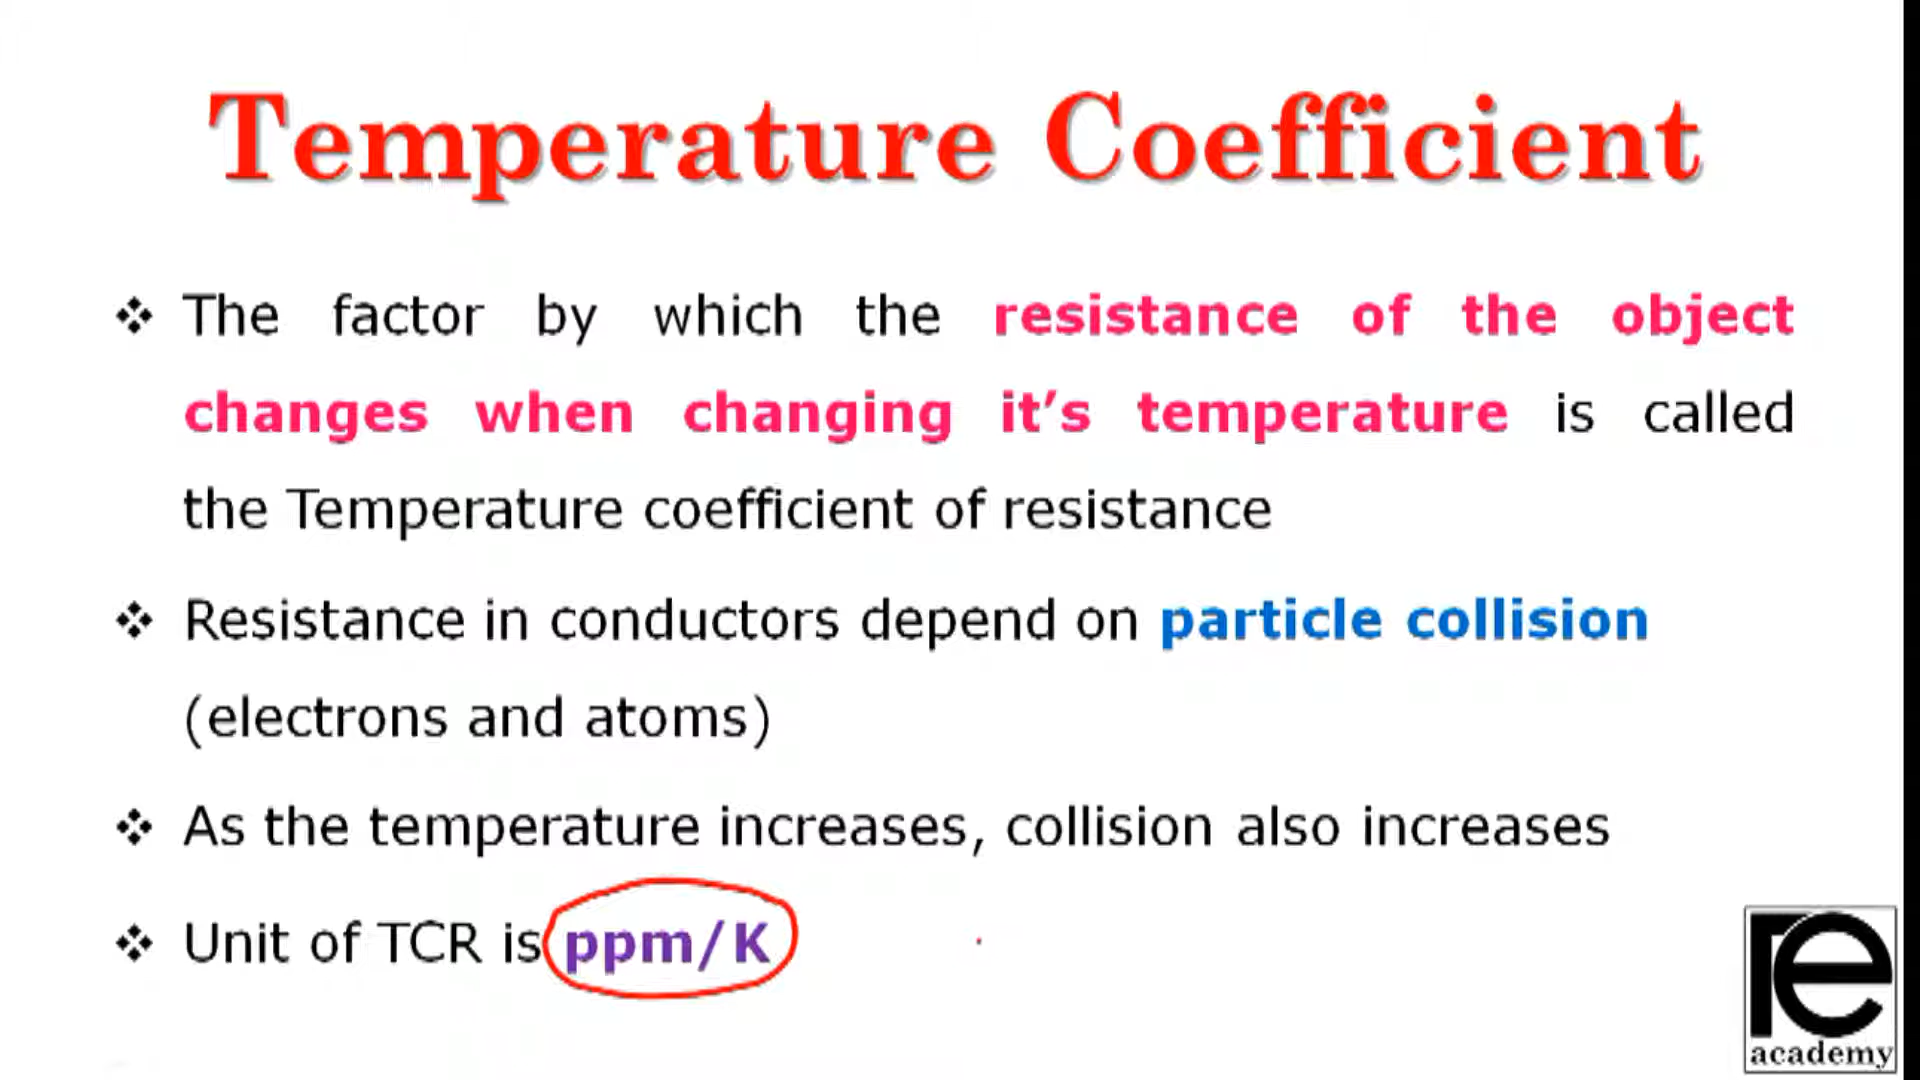 Temperature Coefficient
❖ The factor by which the resistance of the object
changes when changing it’s temperature is called
the Temperature coefficient of resistance
❖ Resistance in conductors depend on particle collision
(electrons and atoms)
❖ As the temperature increases, collision also increases
❖ Unit of TCR is ppm/K
re
academy